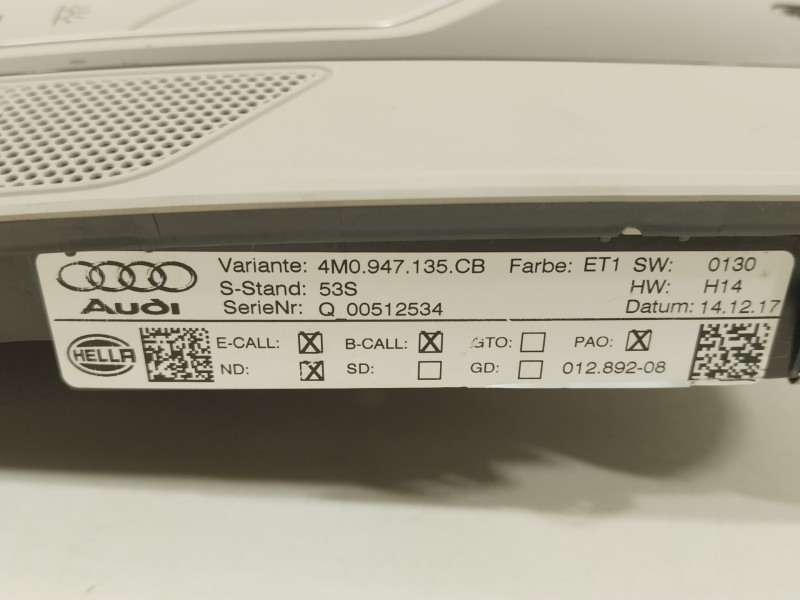 Variante: 4M0.947.135.CB Farbe: ET1 SW: 0130
S-Stand: 53S HW: H14
Audi SerieNr: Q_00512534 Datum: 14.12.17
E-CALL: B-CALL: GTO: PAO:
HELLA
ND: SD: GD: 012.892-08